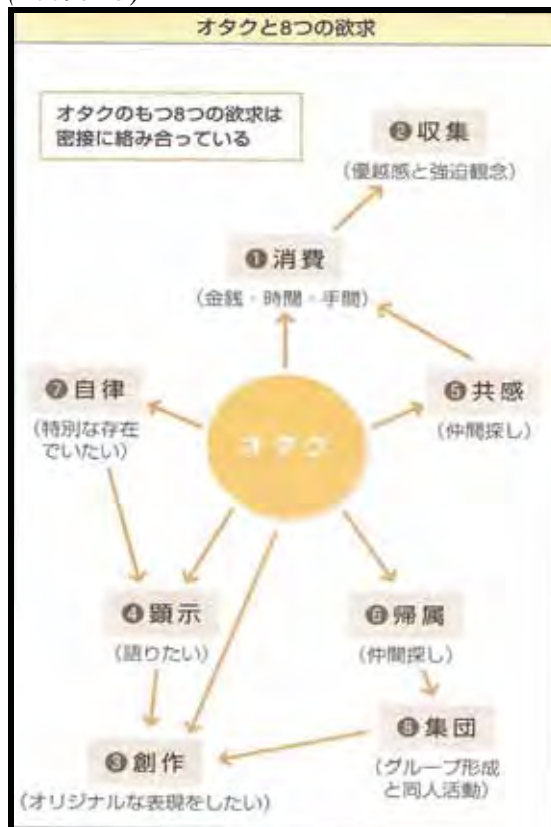 オタクと8つの欲求
オタクのもつ8つの欲求は
密接に絡み合っている
❷収集
(優越感と強迫観念)
❶消費
(金銭・時間・手間)
❼自律
(特別な存在
でいたい)
❺共感
(仲間探し)
オタク
❹顕示
(語りたい)
❻帰属
(仲間探し)
集団
(グループ形成
と同人活動)
❸創作
(オリジナルな表現をしたい)